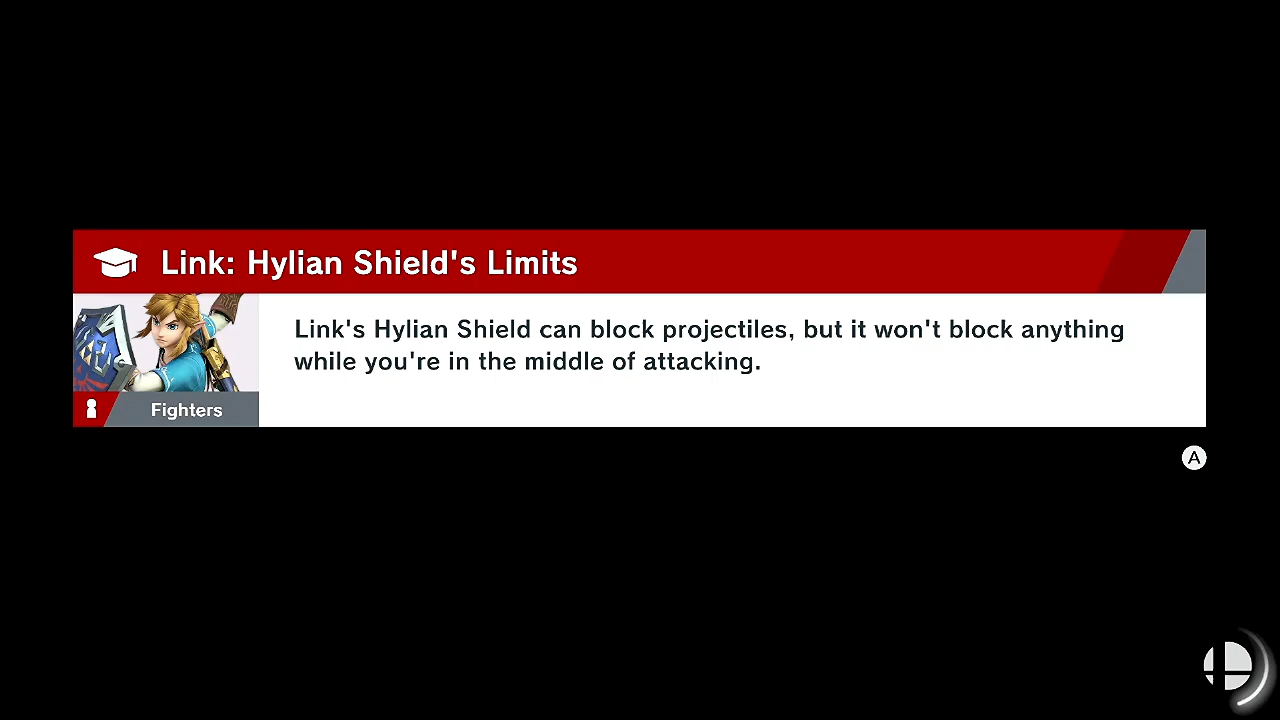 Link: Hylian Shield's Limits
Link's Hylian Shield can block projectiles, but it won't block anything
while you're in the middle of attacking.
Fighters
A